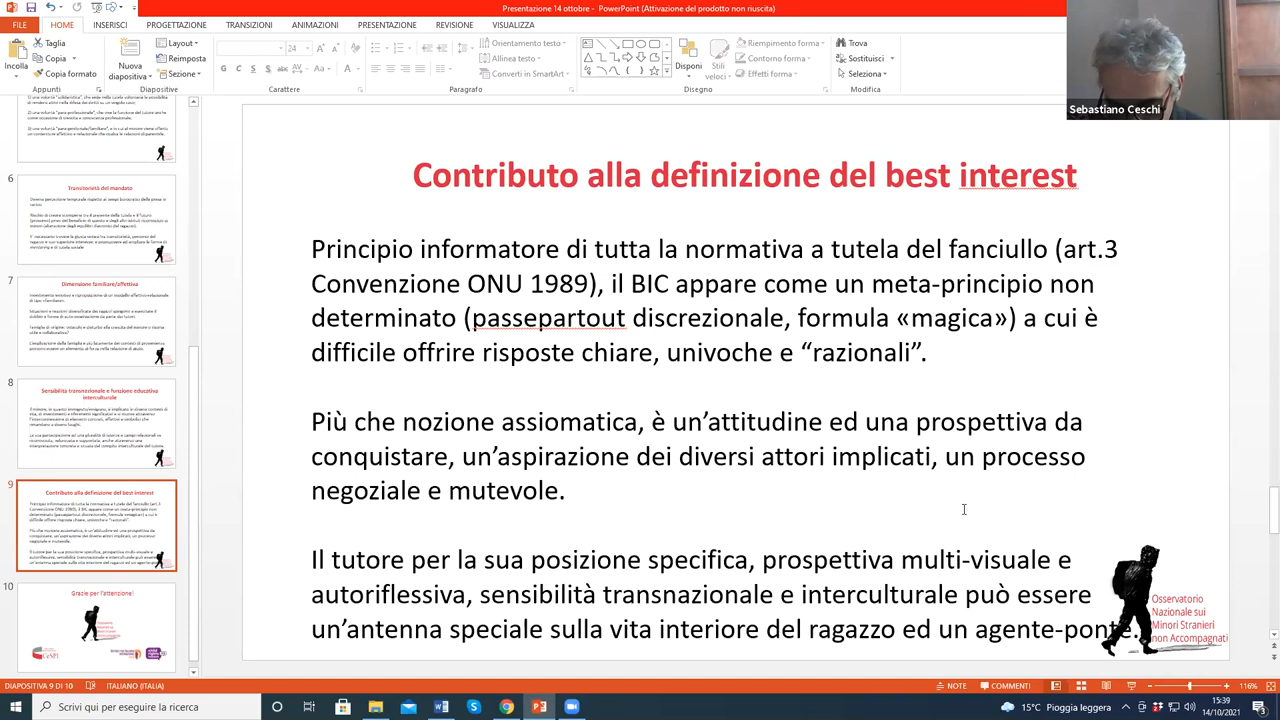 Presentazione 14 ottobre - PowerPoint (Attivazione del prodotto non riuscita)
FILE HOME INSERISCI PROGETTAZIONE TRANSIZIONI ANIMAZIONI PRESENTAZIONE REVISIONE VISUALIZZA
Incolla
Taglia
Copia
Copia formato
Appunti
Nuova
diapositiva
Layout
Reimposta
Sezione
Diapositive
24
Carattere
Orientamento testo
Allinea testo
Converti in SmartArt
Paragrafo
Disponi
Stili
veloci
Riempimento forma
Contorno forma
Effetti forma
Disegno
Trova
Sostituisci
Seleziona
Modifica
Sebastiano Ceschi
6
Transitorietà del mandato
7
Dimensione familiare/affettiva
8
Sensibilità transnazionale e funzione educativa
interculturale
9
Contributo alla definizione del best interest
10
Grazie per l'attenzione!
CeSPI
Contributo alla definizione del best interest
Principio informatore di tutta la normativa a tutela del fanciullo (art.3
Convenzione ONU 1989), il BIC appare come un meta-principio non
determinato (passepartout discrezionale, formula «magica») a cui è
difficile offrire risposte chiare, univoche e “razionali”.
Più che nozione assiomatica, è un’attitudine ed una prospettiva da
conquistare, un’aspirazione dei diversi attori implicati, un processo
negoziale e mutevole.
Il tutore per la sua posizione specifica, prospettiva multi-visuale e
autoriflessiva, sensibilità transnazionale e interculturale può essere
un’antenna speciale sulla vita interiore del ragazzo ed un agente-ponte.
Osservatorio
Nazionale sui
Minori Stranieri
non Accompagnati
DIAPOSITIVA 9 DI 10 ITALIANO (ITALIA) NOTE COMMENTI 116%
Scrivi qui per eseguire la ricerca
15°C Pioggia leggera
15:39
14/10/2021
3